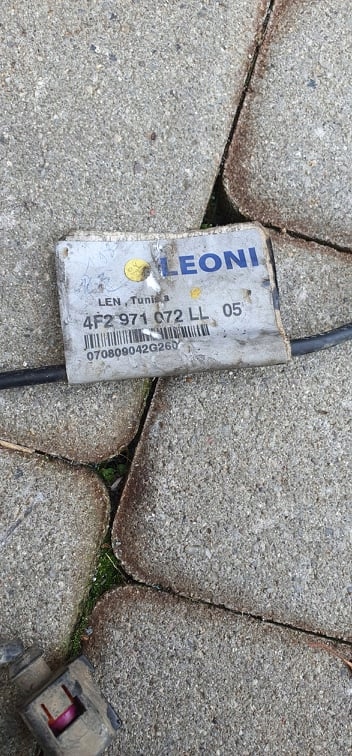 LEONI
LEN , Tunisia
4F2 971 072 LL 05
070809042G260